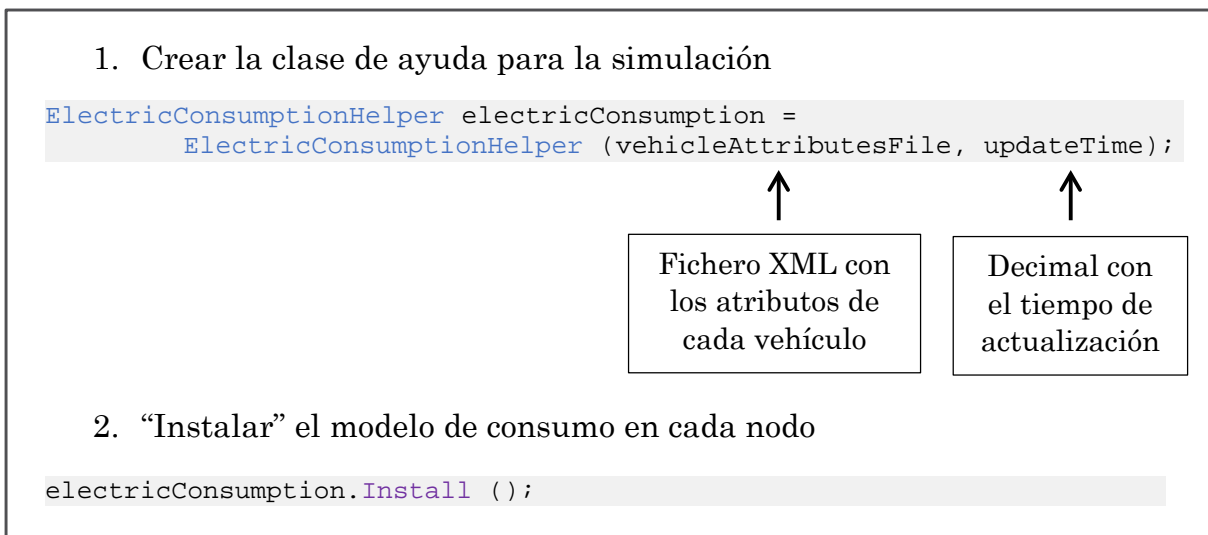 1. Crear la clase de ayuda para la simulación
ElectricConsumptionHelper electricConsumption =
ElectricConsumptionHelper (vehicleAttributesFile, updateTime);
Fichero XML con
los atributos de
cada vehículo
Decimal con
el tiempo de
actualización
2. “Instalar” el modelo de consumo en cada nodo
electricConsumption.Install ();